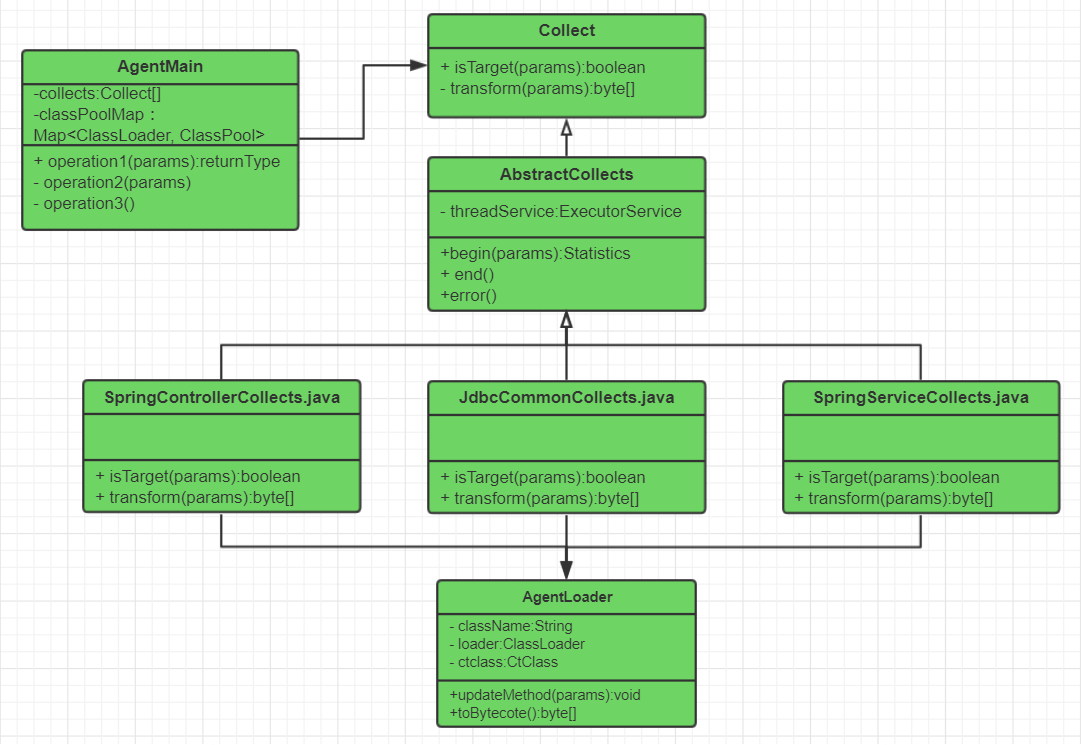 Collect
+ isTarget(params):boolean
- transform(params):byte[]
AgentMain
-collects:Collect[]
-classPoolMap：
Map<ClassLoader, ClassPool>
+ operation1(params):returnType
- operation2(params)
- operation3()
AbstractCollects
- threadService:ExecutorService
+begin(params):Statistics
+ end()
+error()
SpringControllerCollects.java
+ isTarget(params):boolean
+ transform(params):byte[]
JdbcCommonCollects.java
+ isTarget(params):boolean
+ transform(params):byte[]
SpringServiceCollects.java
+ isTarget(params):boolean
+ transform(params):byte[]
AgentLoader
- className:String
- loader:ClassLoader
- ctclass:CtClass
+updateMethod(params):void
+toBytecote():byte[]